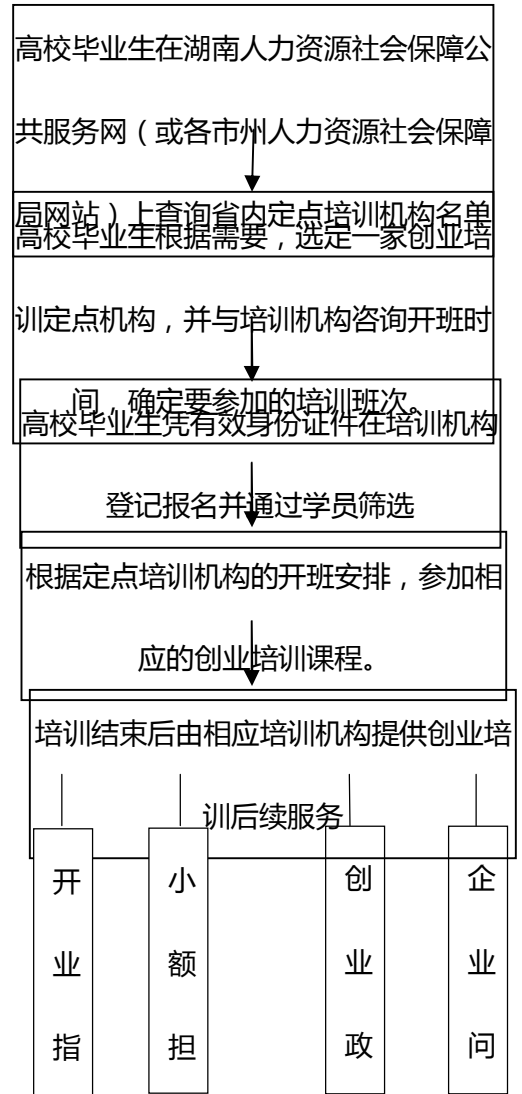 高校毕业生在湖南人力资源社会保障公
共服务网（或各市州人力资源社会保障
局网站）上查询省内定点培训机构名单
高校毕业生根据需要，选定一家创业培
训定点机构，并与培训机构咨询开班时
间，确定要参加的培训班次。
高校毕业生凭有效身份证件在培训机构
登记报名并通过学员筛选
根据定点培训机构的开班安排，参加相
应的创业培训课程。
培训结束后由相应培训机构提供创业培
训后续服务
开业指
小额担
创业政
企业问